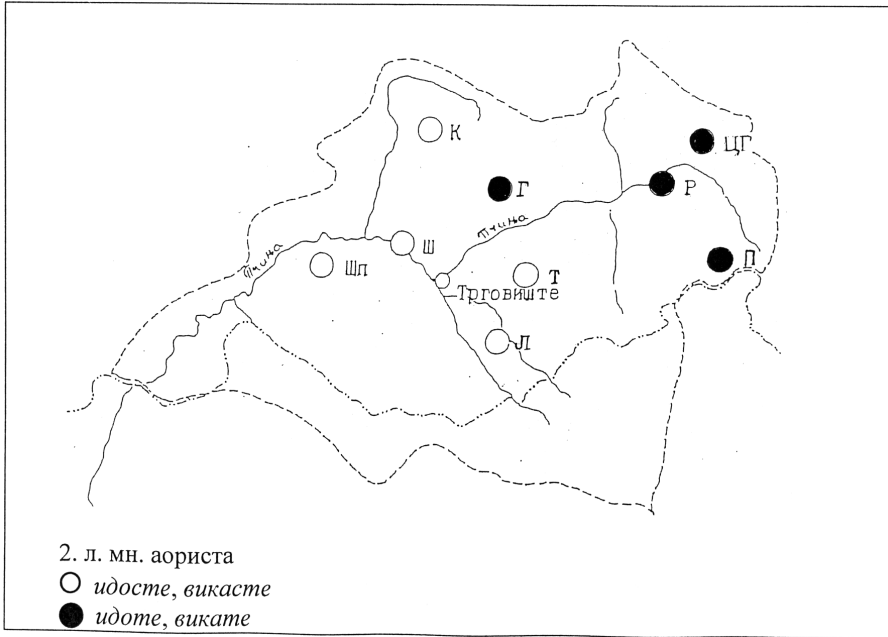 К
ЦГ
Г
Р
Пчиња
Ш
Пчиња
Шп
Т
П
Трговиште
Л
2. л. мн. аориста
идосте, викасте
идоте, викате